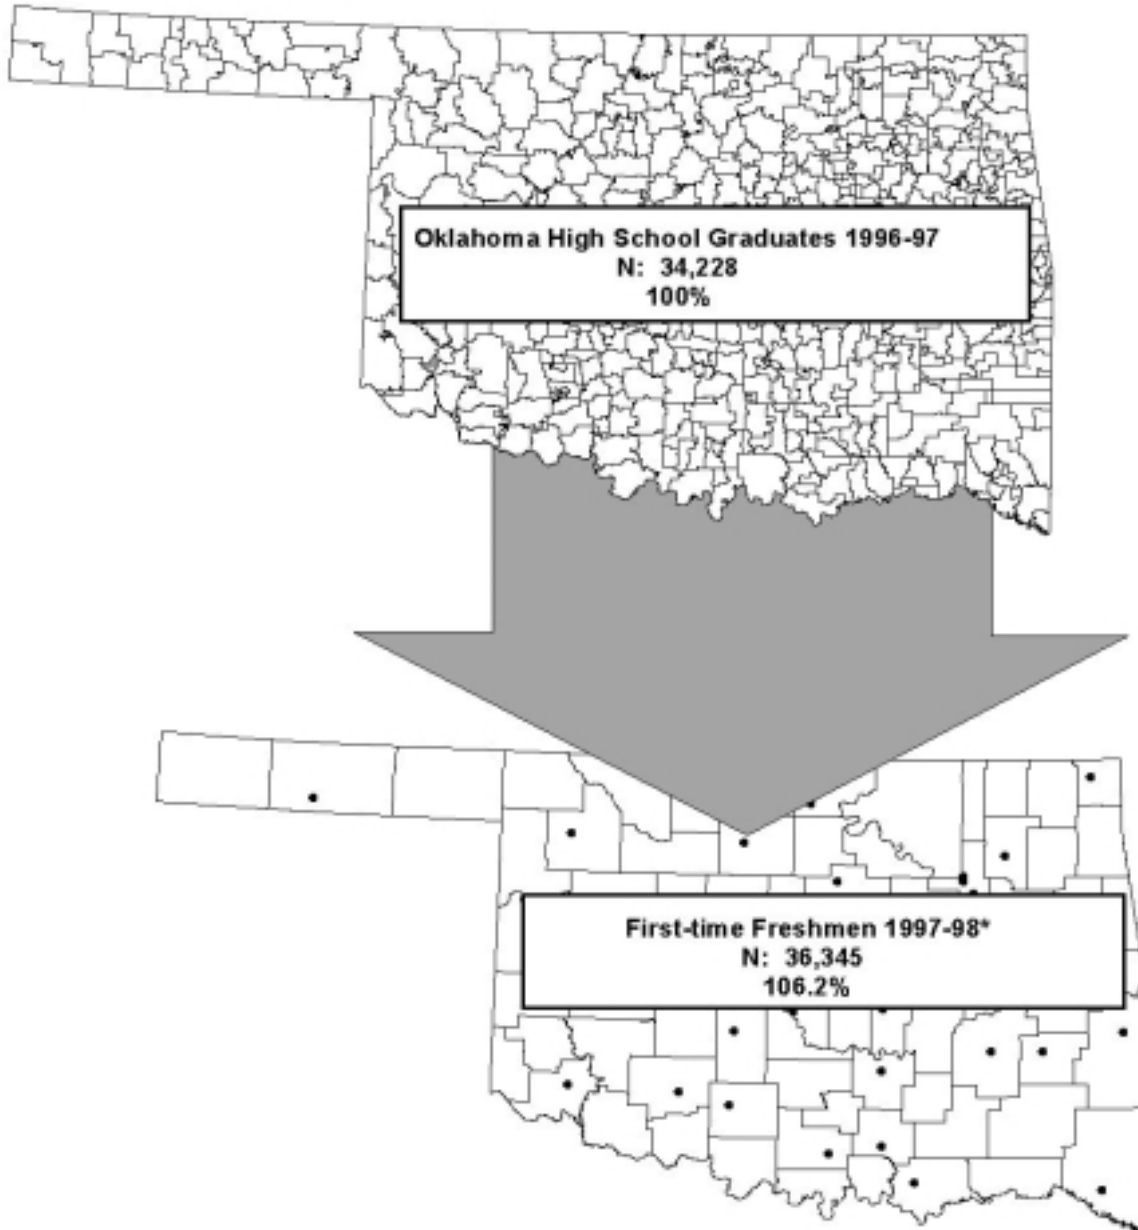 Oklahoma High School Graduates 1996-97
N: 34,228
100%
First-time Freshmen 1997-98*
N: 36,345
106.2%